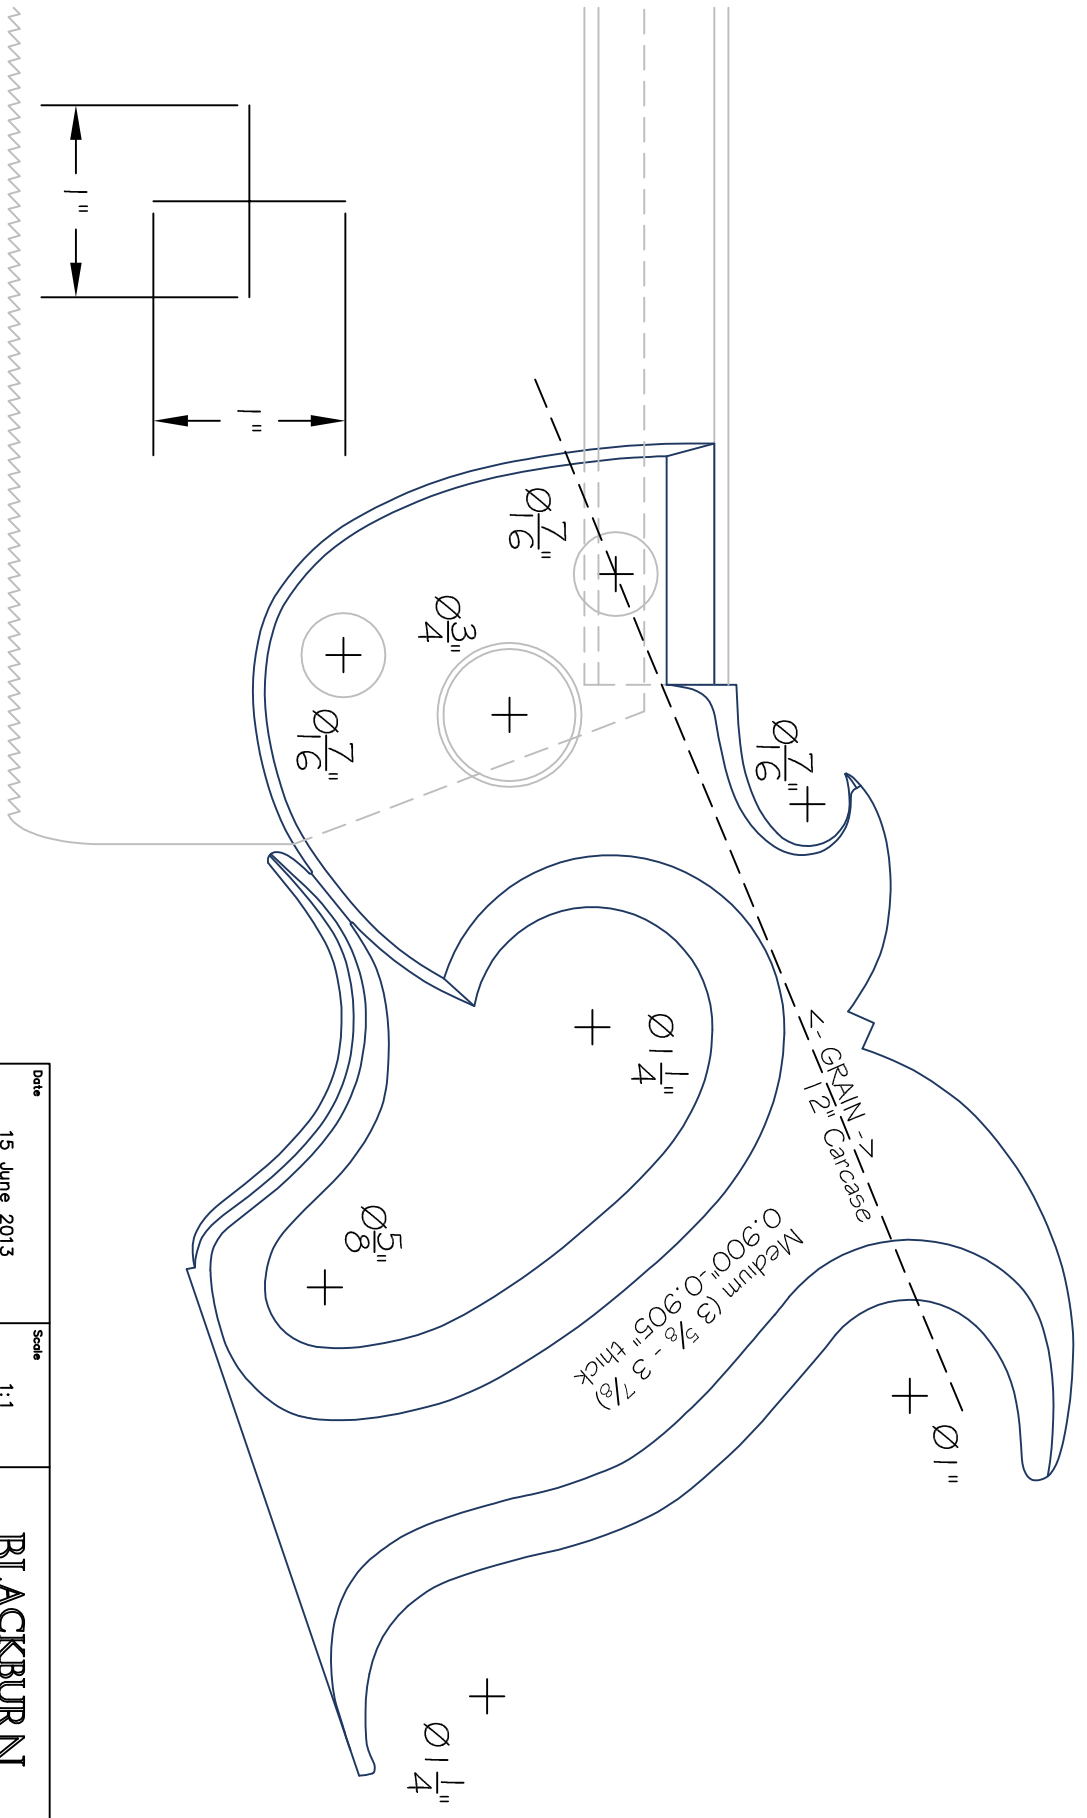 1"
1"
Ø7/16"
Ø3/4"
Ø7/16"
Ø7/16"
Ø1 1/4"
<- GRAIN ->
12" Carcase
Medium (3 5/8 - 3 7/8)
0.900"-0.905" thick
Ø5/8"
Ø1"
Ø1 1/4"
Date
15 June 2013
Scale
1:1
BLACKBURN